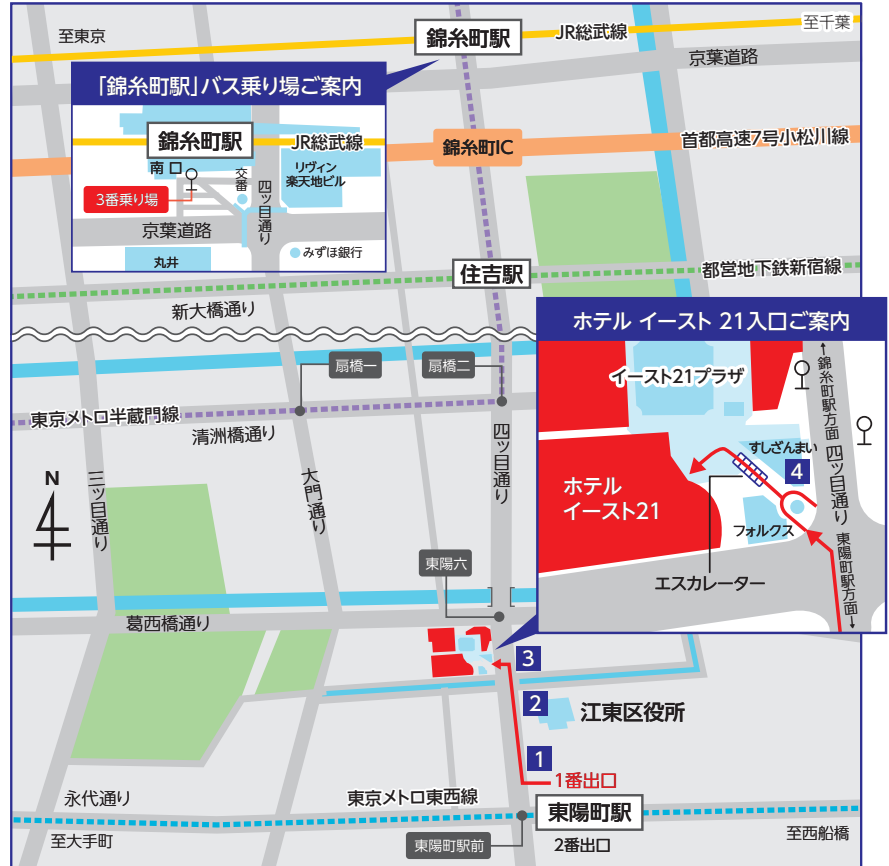 至東京
錦糸町駅
JR総武線
至千葉
京葉道路
「錦糸町駅」バス乗り場ご案内
錦糸町駅
JR総武線
南口
交番
四ツ目通り
リヴィン
楽天地ビル
3番乗り場
京葉道路
丸井
みずほ銀行
錦糸町IC
首都高速7号小松川線
住吉駅
都営地下鉄新宿線
新大橋通り
ホテル イースト 21入口ご案内
イースト21プラザ
←錦糸町駅方面
四ツ目通り
東陽町駅方面→
すしざんまい
4
ホテル
イースト21
フォルクス
エスカレーター
扇橋一
扇橋二
東京メトロ半蔵門線
清洲橋通り
四ツ目通り
三ツ目通り
大門通り
N
東陽六
葛西橋通り
3
2
江東区役所
1
1番出口
永代通り
東京メトロ東西線
東陽町駅
至大手町
東陽町駅前
2番出口
至西船橋